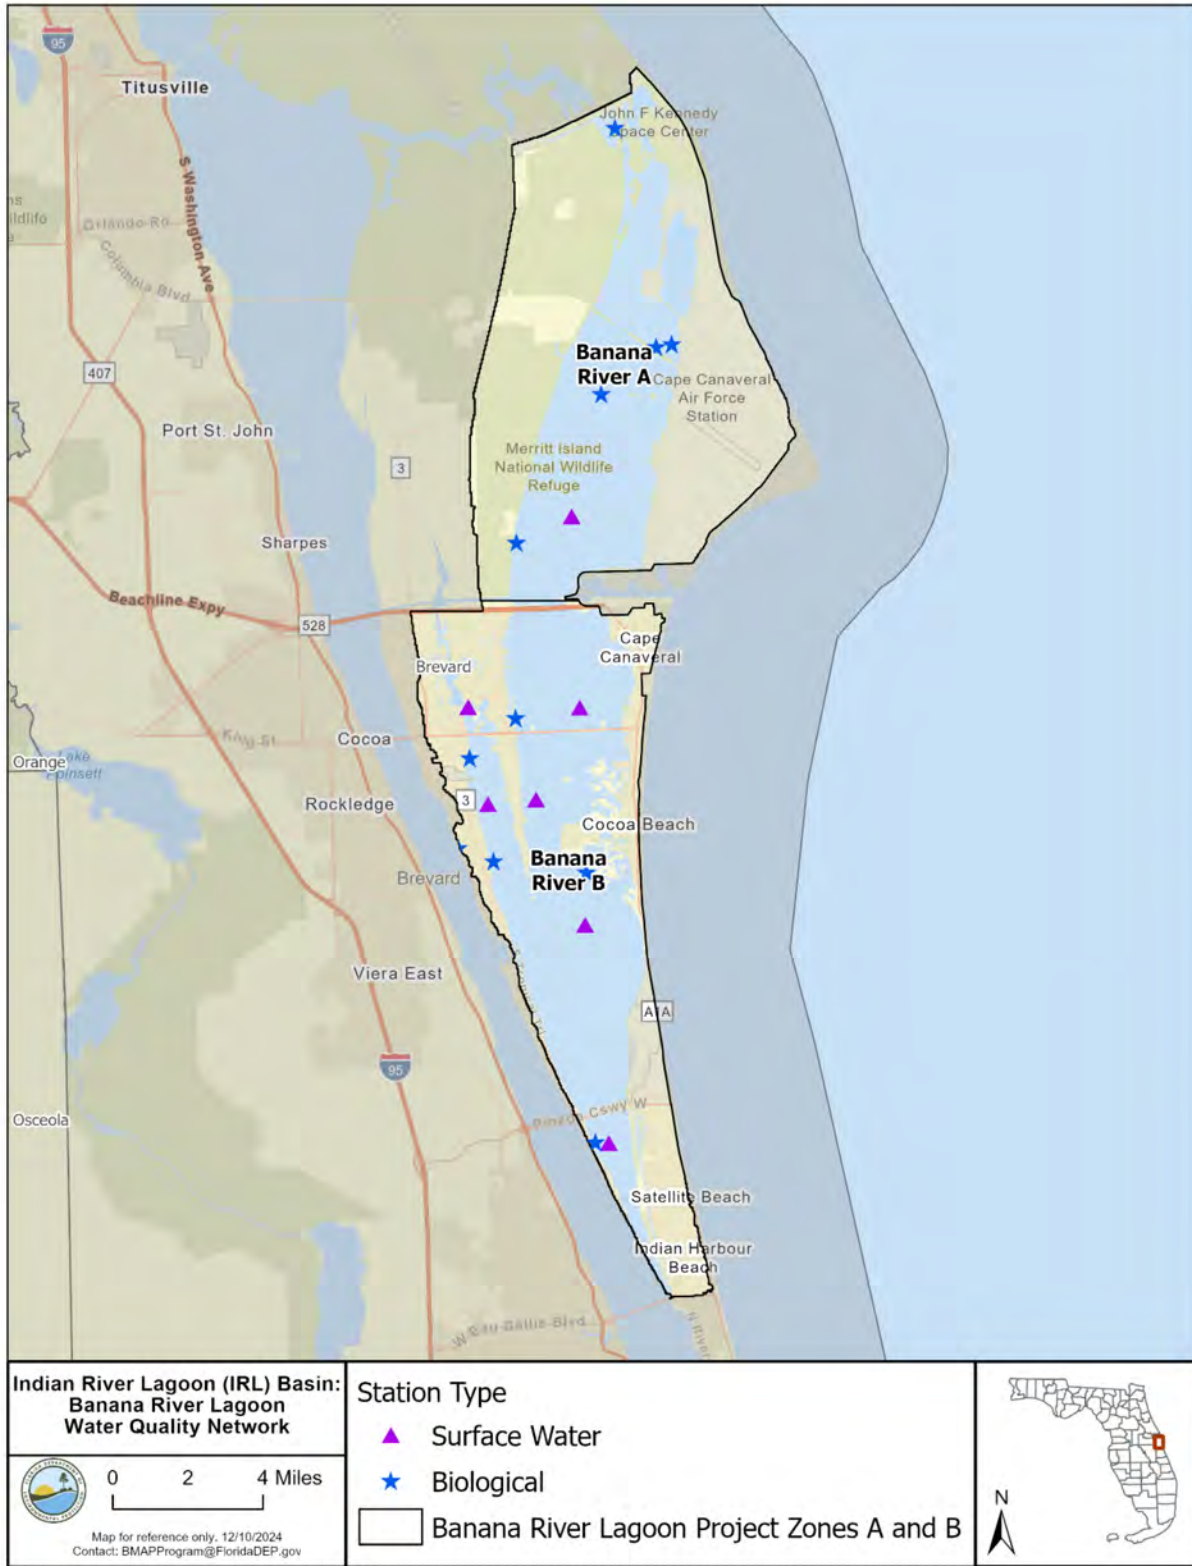 95
Titusville
John F Kennedy
Space Center
S Washington Ave
Orlando Rd
Columbia Blvd
407
Banana
River A
Cape Canaveral
Air Force
Station
Port St. John
3
Merritt Island
National Wildlife
Refuge
Sharpes
Beachline Expy
528
Cape
Canaveral
Brevard
King St
Cocoa
Orange
Lake
Poinsett
Rockledge
3
Cocoa Beach
Banana
River B
Brevard
Viera East
S Tropical Trl
A1A
95
Osceola
Pineda Cswy W
Satellite Beach
Indian Harbour
Beach
W Eau Gallie Blvd
N River
Indian River Lagoon (IRL) Basin:
Banana River Lagoon
Water Quality Network
0 2 4 Miles
Map for reference only. 12/10/2024
Contact: BMAPProgram@FloridaDEP.gov
Station Type
Surface Water
Biological
Banana River Lagoon Project Zones A and B
N